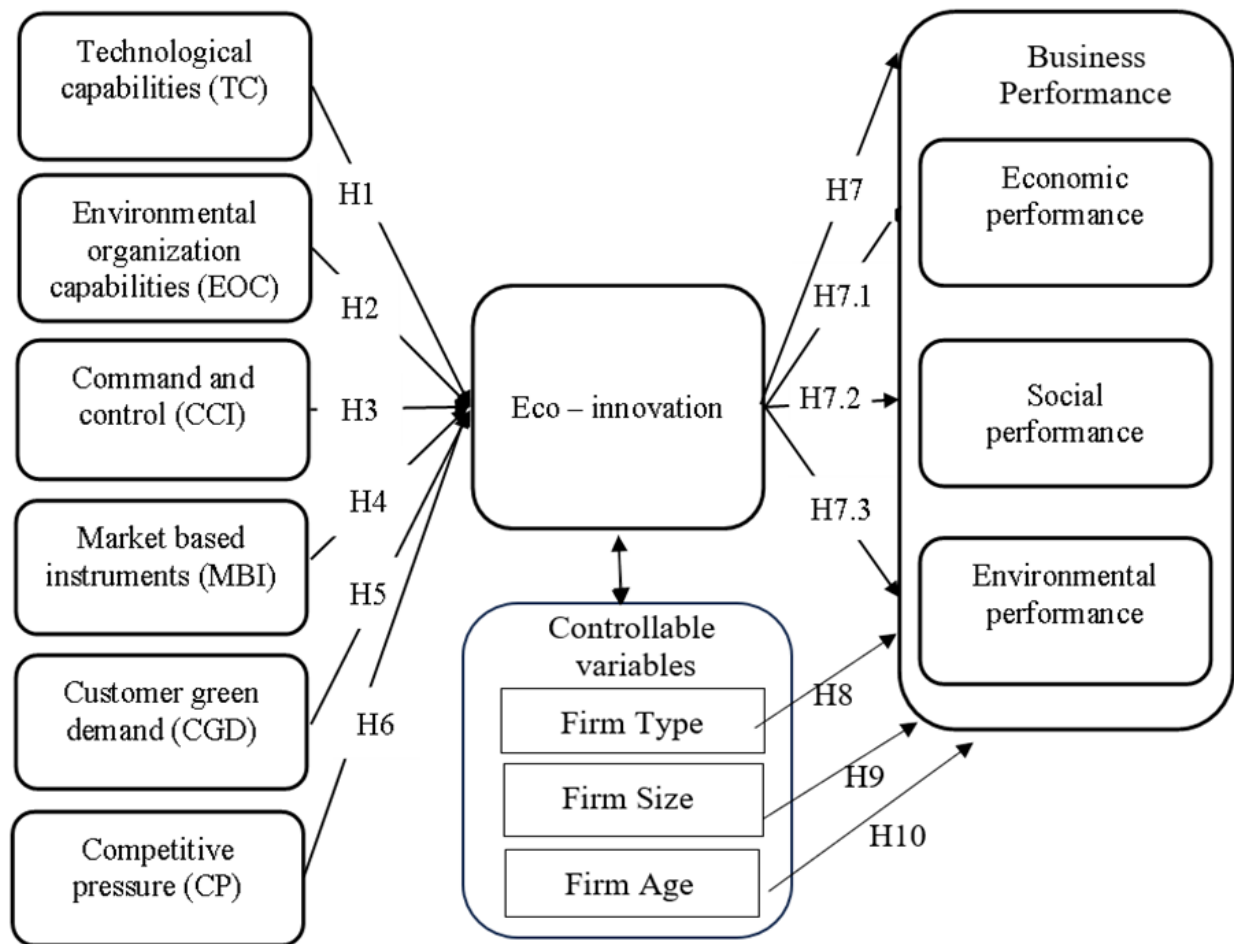 Technological
capabilities (TC)
Environmental
organization
capabilities (EOC)
Command and
control (CCI)
Market based
instruments (MBI)
Customer green
demand (CGD)
Competitive
pressure (CP)
H1
H2
H3
H4
H5
H6
Eco – innovation
Controllable
variables
Firm Type
Firm Size
Firm Age
H7
H7.1
H7.2
H7.3
H8
H9
H10
Business
Performance
Economic
performance
Social
performance
Environmental
performance